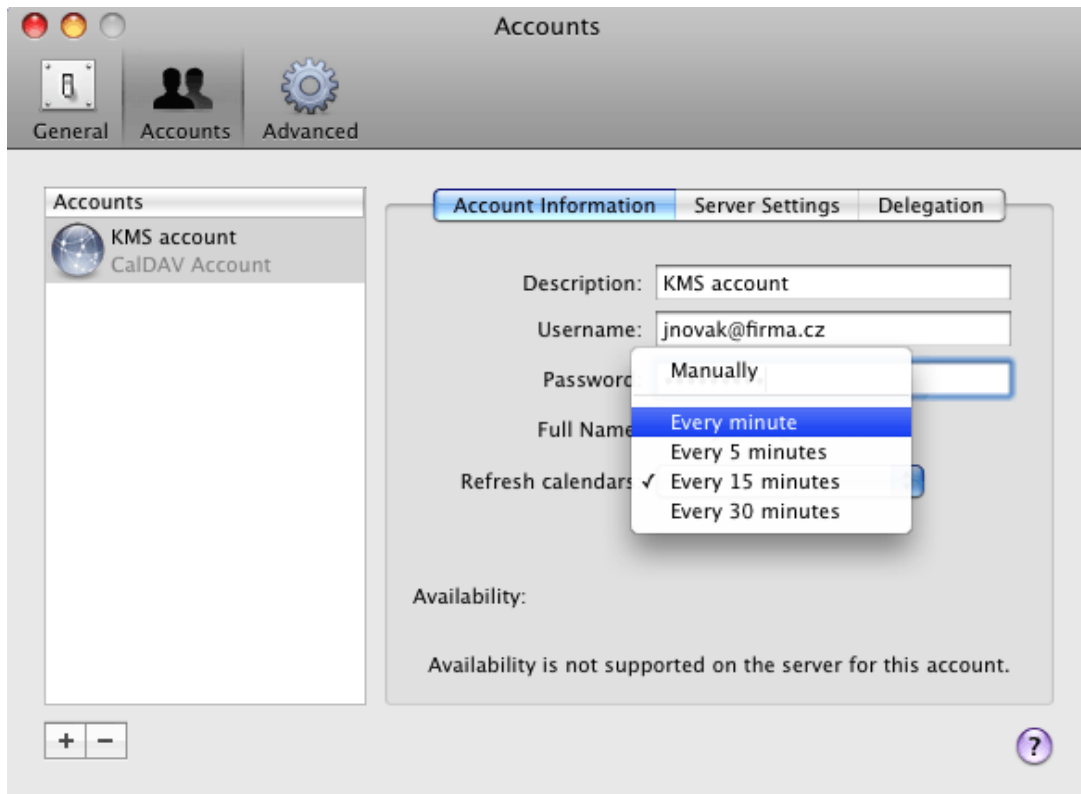 Accounts
General Accounts Advanced
Accounts
KMS account
CalDAV Account
Account Information Server Settings Delegation
Description: KMS account
Username: jnovak@firma.cz
Password
Manually
Full Name
Every minute
Every 5 minutes
Refresh calendars ✓ Every 15 minutes
Every 30 minutes
Availability:
Availability is not supported on the server for this account.
+ −
?